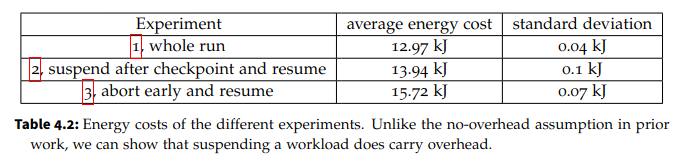 Experiment average energy cost standard deviation
1, whole run 12.97 kJ 0.04 kJ
2, suspend after checkpoint and resume 13.94 kJ 0.1 kJ
3, abort early and resume 15.72 kJ 0.07 kJ
Table 4.2: Energy costs of the different experiments. Unlike the no-overhead assumption in prior
work, we can show that suspending a workload does carry overhead.